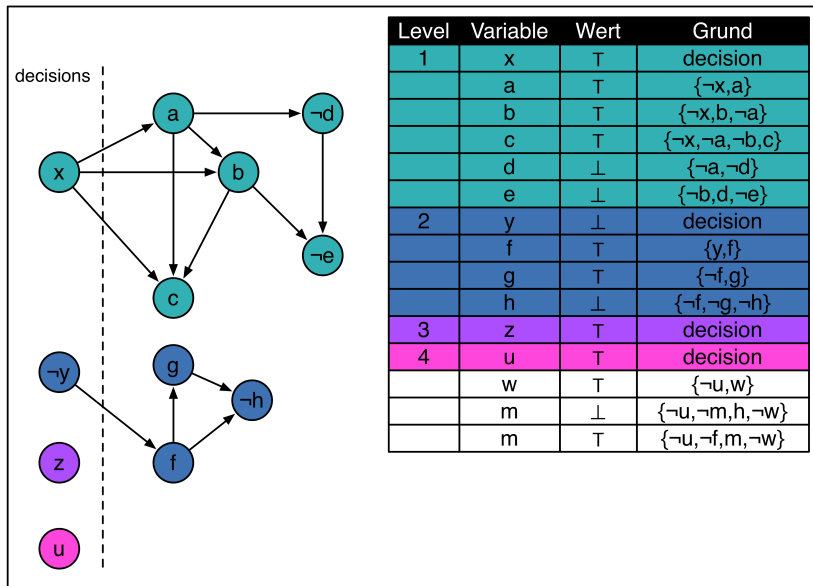 decisions
a
¬d
x
b
¬e
c
¬y
g
¬h
z
f
u
Level Variable Wert Grund
1 x ⊤ decision
a ⊤ {¬x,a}
b ⊤ {¬x,b,¬a}
c ⊤ {¬x,¬a,¬b,c}
d ⊥ {¬a,¬d}
e ⊥ {¬b,d,¬e}
2 y ⊥ decision
f ⊤ {y,f}
g ⊤ {¬f,g}
h ⊥ {¬f,¬g,¬h}
3 z ⊤ decision
4 u ⊤ decision
w ⊤ {¬u,w}
m ⊥ {¬u,¬m,h,¬w}
m ⊤ {¬u,¬f,m,¬w}